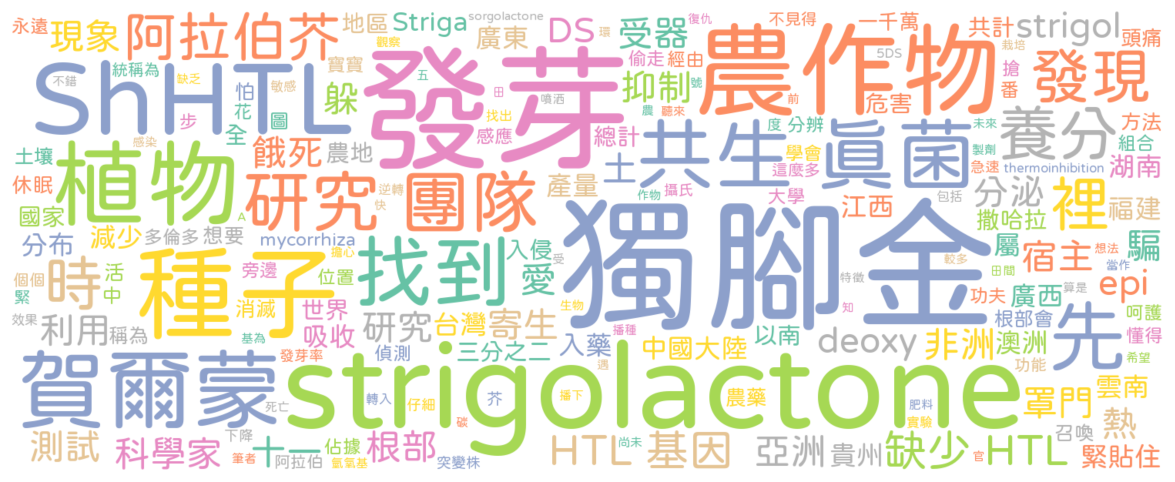 永遠 現象 阿拉伯芥 地區 Striga sorgolactone 觀察 廣東 DS 受器 復仇 環 不見得 一千萬 共計 strigol 頭痛
統稱為 缺乏 寶寶 偷走 經由 5DS 栽培 搶
不錯 ShHTL 敏感 怕 躲 發芽 五 田 號 噴洒 抑制 農 聽來 農作物 前 番 危害 發現
步 花 圖 全 感應 找出 總計 度 分辨 未來 製劑 方法 組合
感染 餓死 農地 土 共生 真菌 學會 這麼多 急速 養分 thermoinhibition 湖南
土壤 休眠 植物 研究 團隊 逆轉 快 產量 攝氏 作物 大學 江西 包括 分泌 裡 福建
國家 A 撒哈拉
分布 減少 多倫多 想要 mycorrhiza 擔心 找到 入侵 受 愛 獨腳金 特徵 較多 屬 田間 宿主 想法 當作 騙
個個 緊 活 中 時 種子 旁邊 位置 消滅 世界 生物 知 算是 功夫 廣西 epi
效果 利用 稱為 基為 吸收 研究 台灣 寄生 播種 以南 deoxy 根部會 非洲 澳洲 先 呵護 懂得
發芽率 偵測 三分之二 入藥 中國大陸 功能 希望
賀爾蒙 死亡 轉入 仔細 strigolactone 芥 播下 遇 農藥 肥料 實驗 罩門 雲南
測試 科學家 下降 筆者 十一 阿拉伯 佔據 氫氧基 根部 碳 突變株 HTL 尚未 基因 亞洲 貴州 缺少 官 HTL 召喚 熱 緊貼住